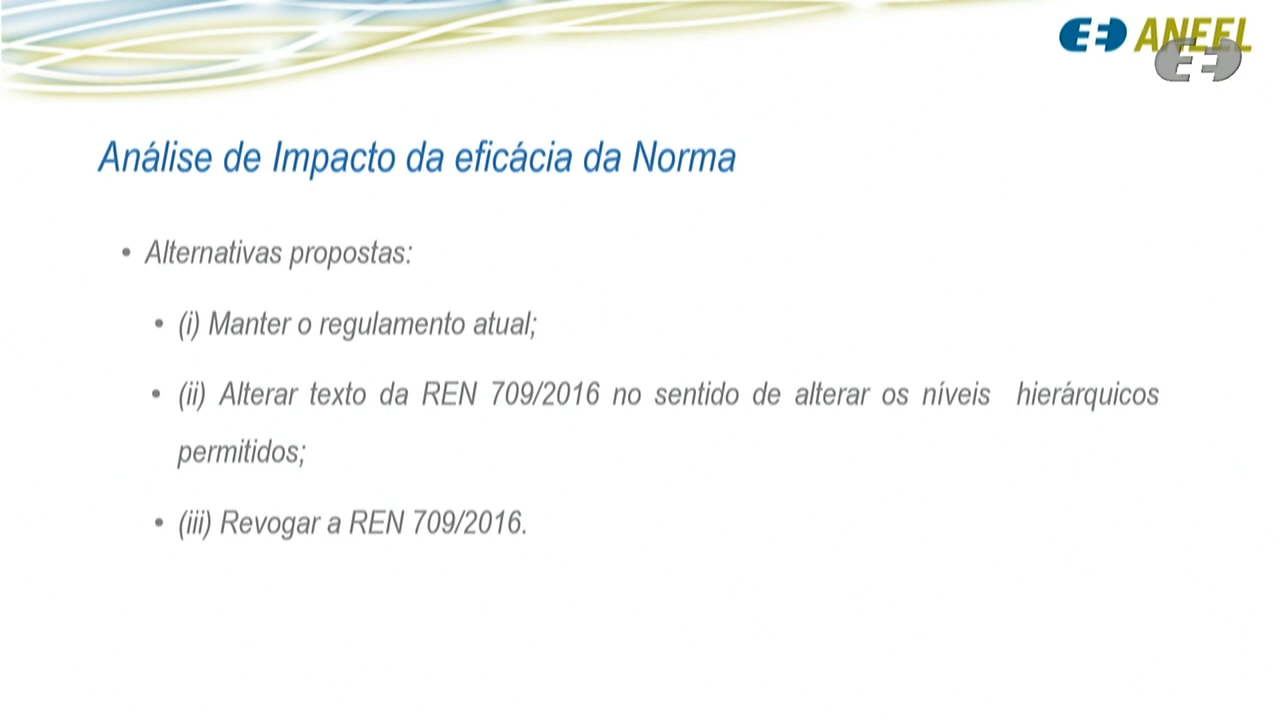 ANEEL
Análise de Impacto da eficácia da Norma
• Alternativas propostas:
• (i) Manter o regulamento atual;
• (ii) Alterar texto da REN 709/2016 no sentido de alterar os níveis hierárquicos
permitidos;
• (iii) Revogar a REN 709/2016.